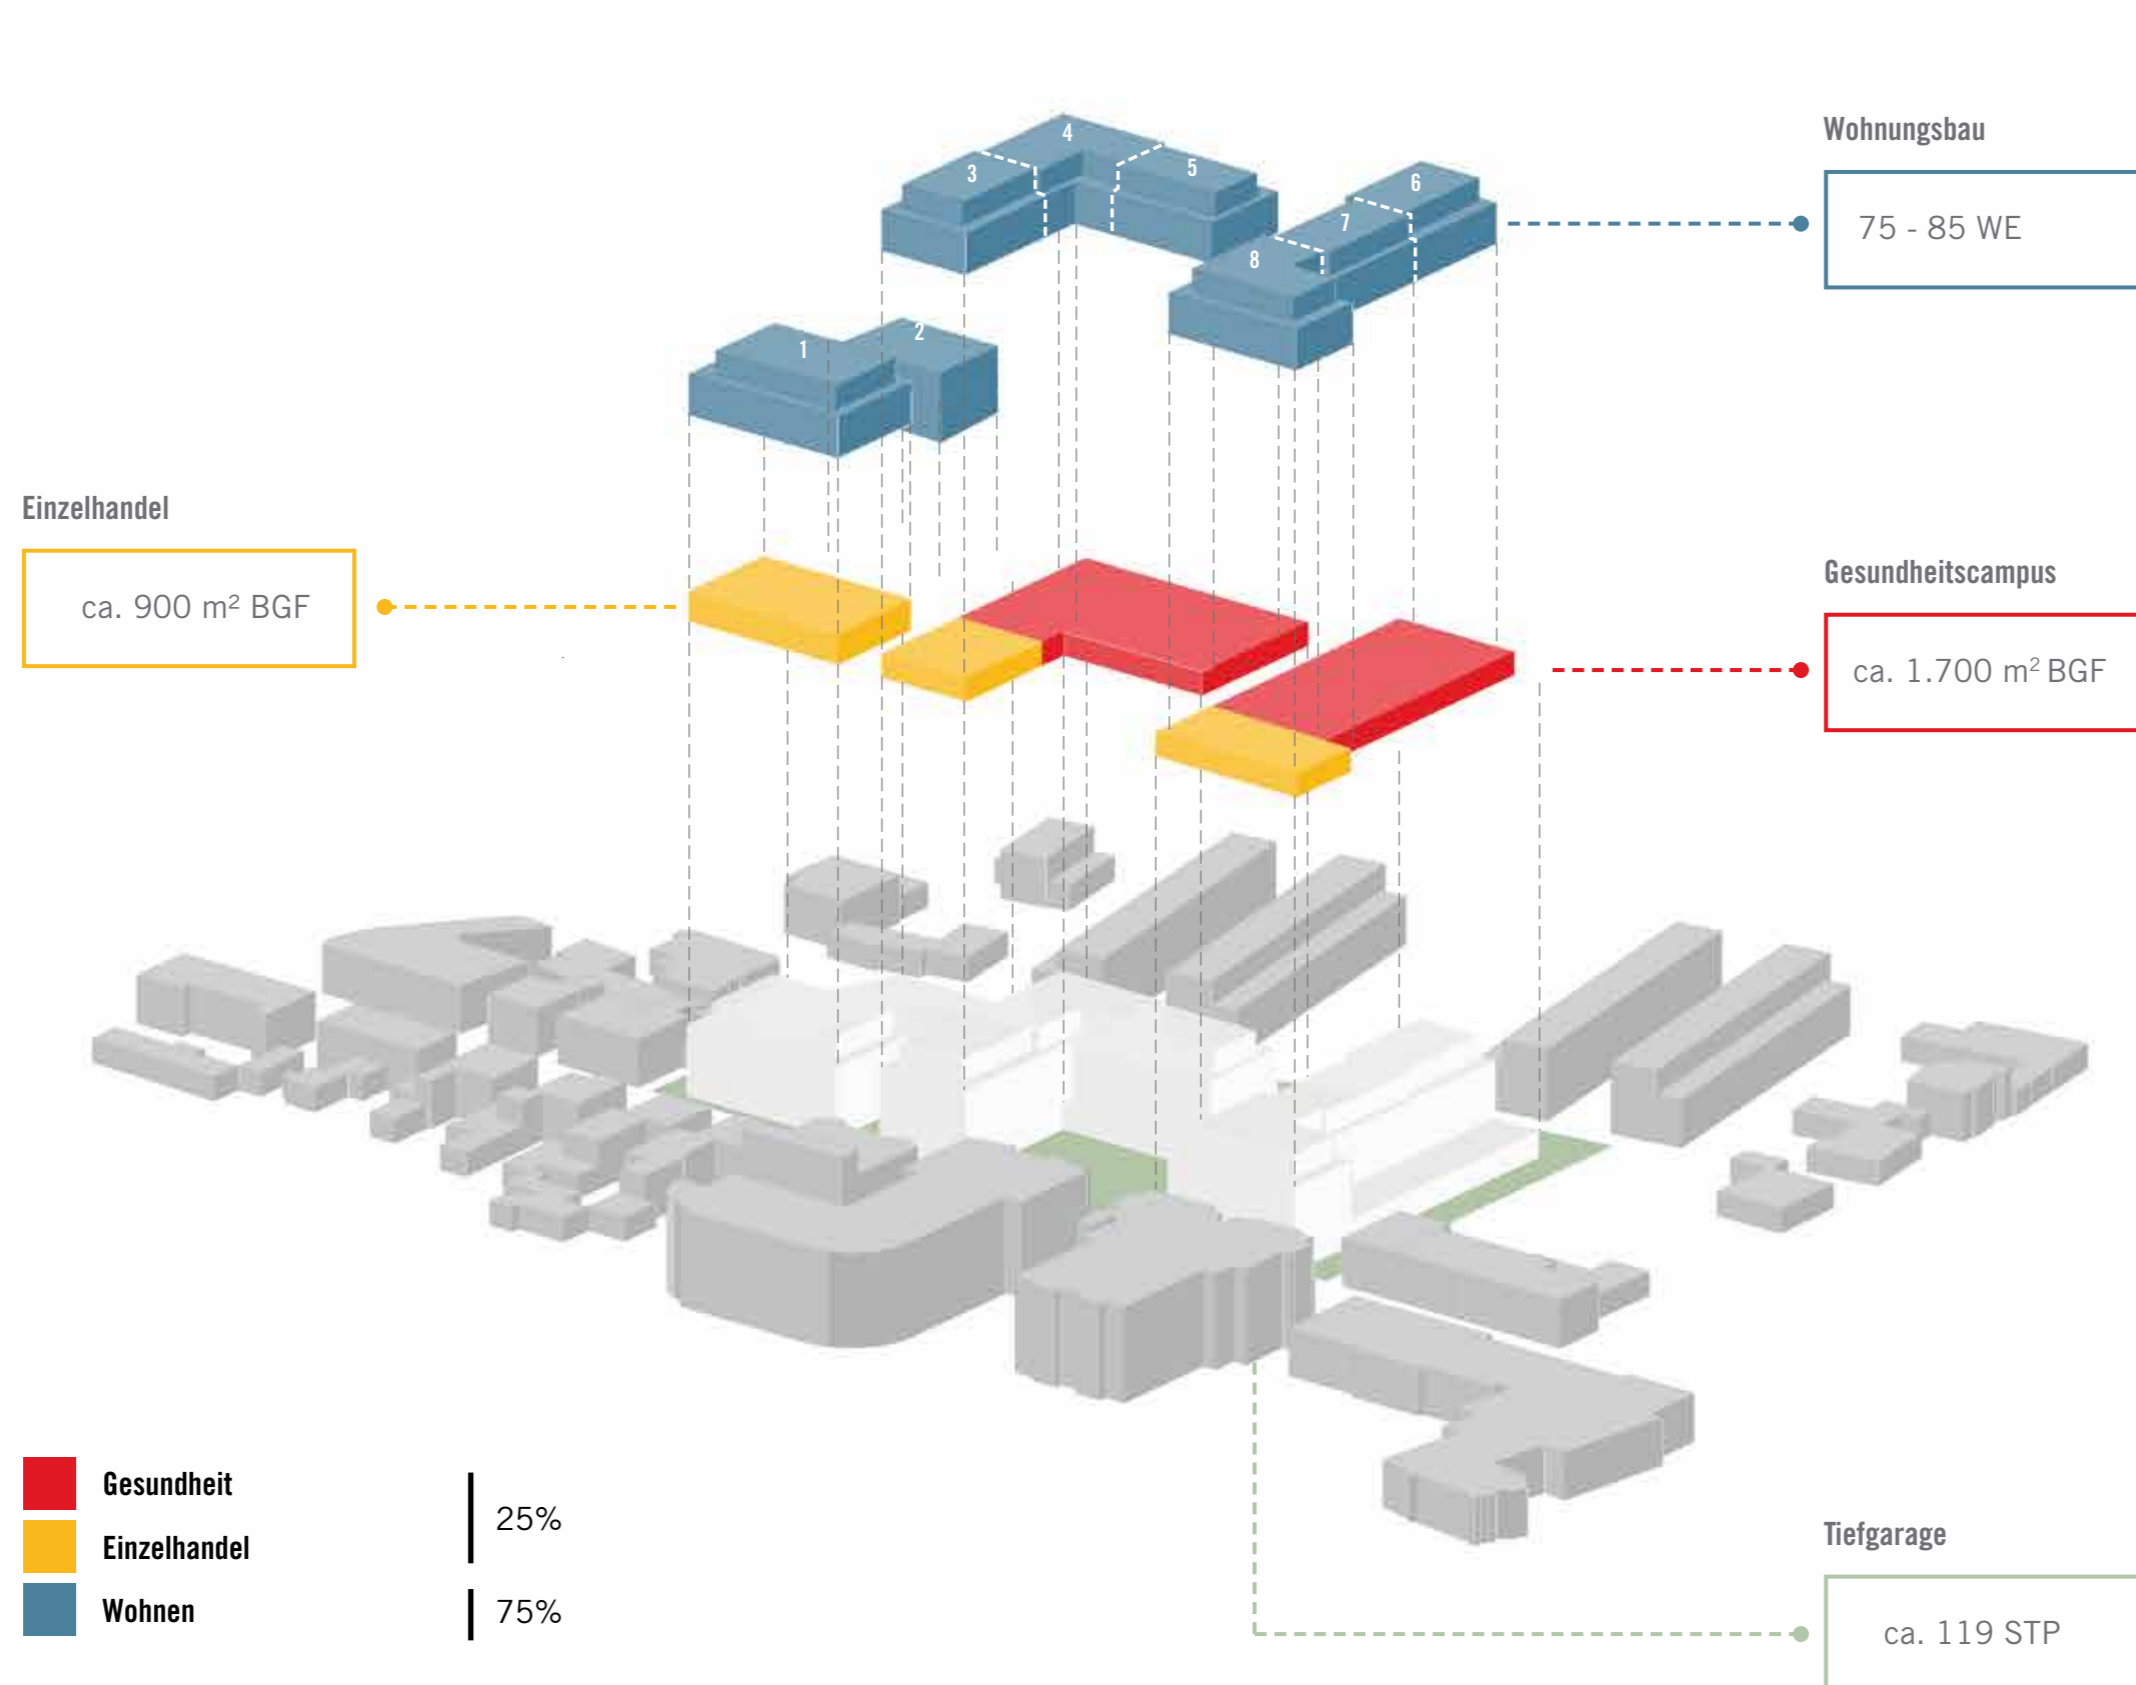 4
3
5
6
7
8
1
2
Wohnungsbau
75 - 85 WE
Einzelhandel
ca. 900 m² BGF
Gesundheitscampus
ca. 1.700 m² BGF
Gesundheit
Einzelhandel
25%
Wohnen
75%
Tiefgarage
ca. 119 STP